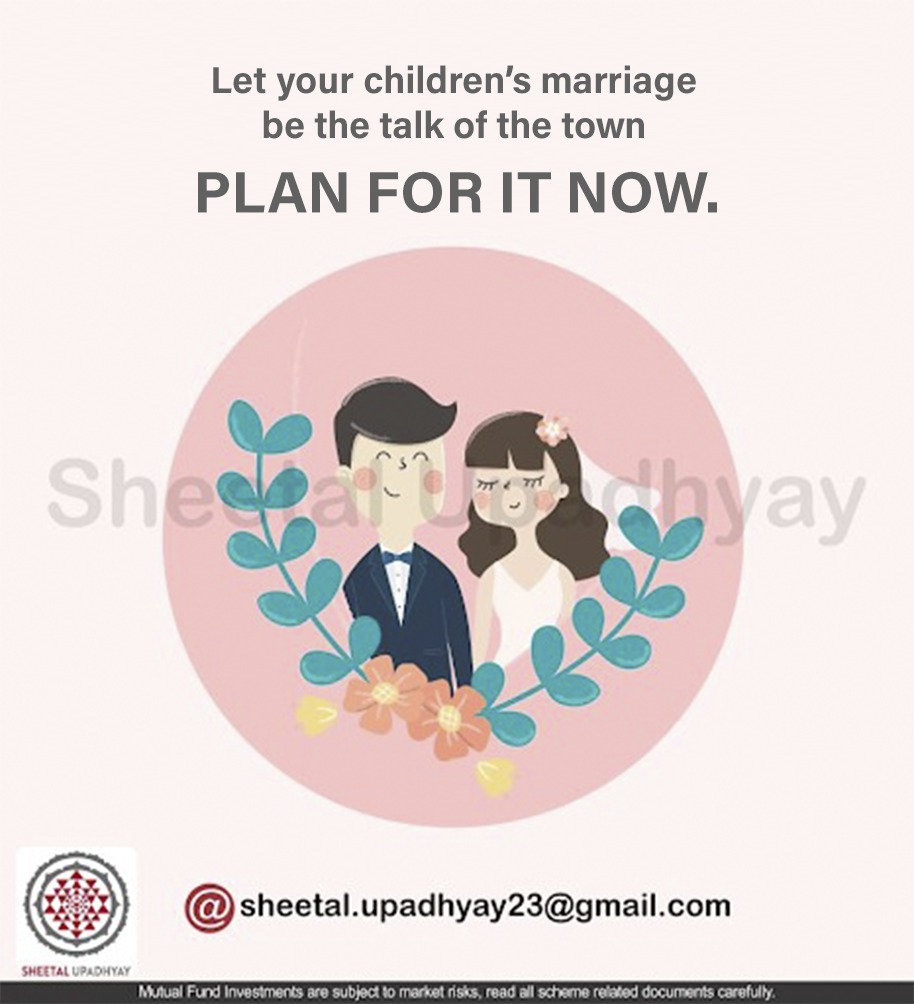 Let your children’s marriage
be the talk of the town
PLAN FOR IT NOW.
Sheetal Upadhyay
@ sheetal.upadhyay23@gmail.com
SHEETAL UPADHYAY
Mutual Fund Investments are subject to market risks, read all scheme related documents carefully.